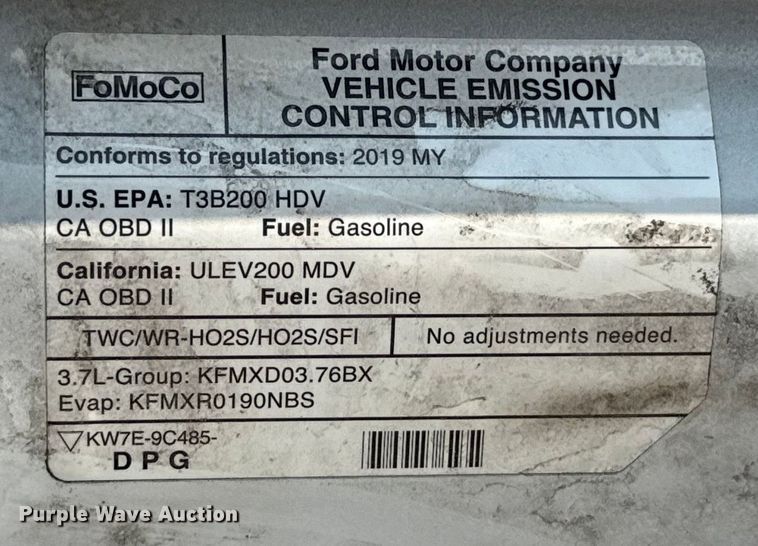 FoMoCo
Ford Motor Company
VEHICLE EMISSION
CONTROL INFORMATION
Conforms to regulations: 2019 MY
U.S. EPA: T3B200 HDV
CA OBD II Fuel: Gasoline
California: ULEV200 MDV
CA OBD II Fuel: Gasoline
TWC/WR-HO2S/HO2S/SFI No adjustments needed.
3.7L-Group: KFMXD03.76BX
Evap: KFMXR0190NBS
KW7E-9C485-
D P G
Purple Wave Auction